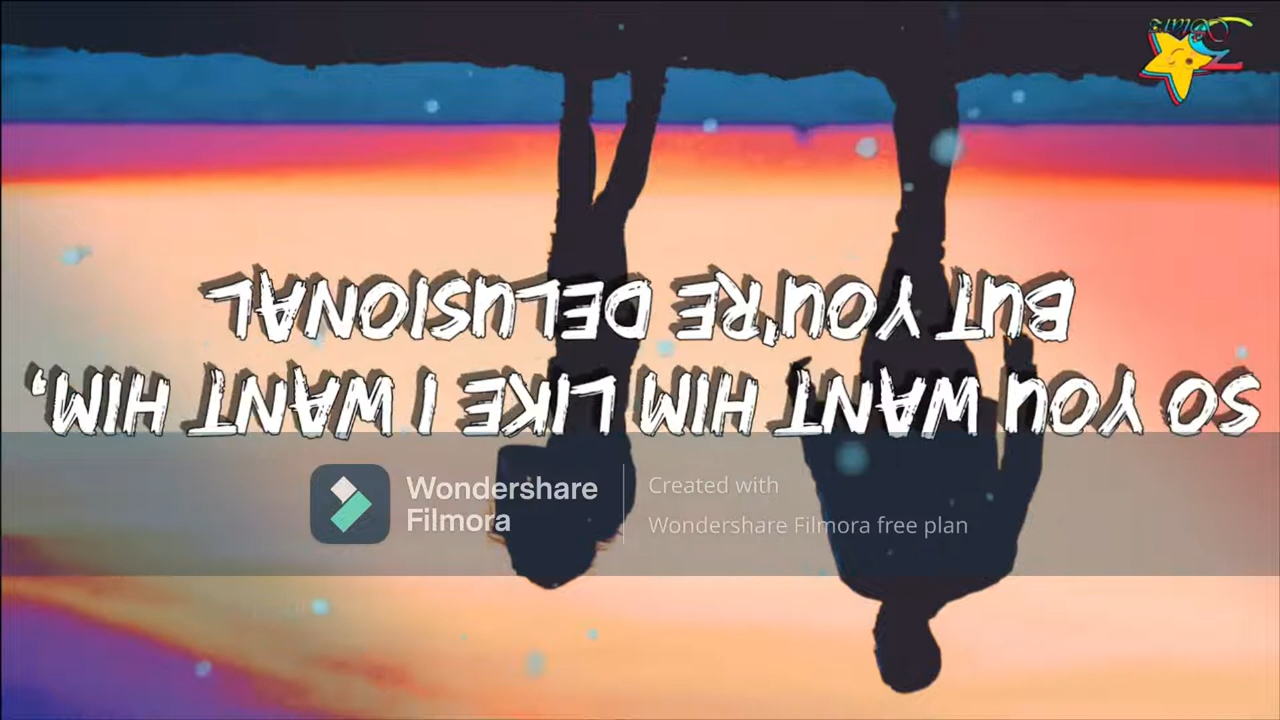 SO YOU WANT HIM LIKE I WANT HIM,
BUT YOU'RE DELUSIONAL
Wondershare
Filmora
Created with
Wondershare Filmora free plan